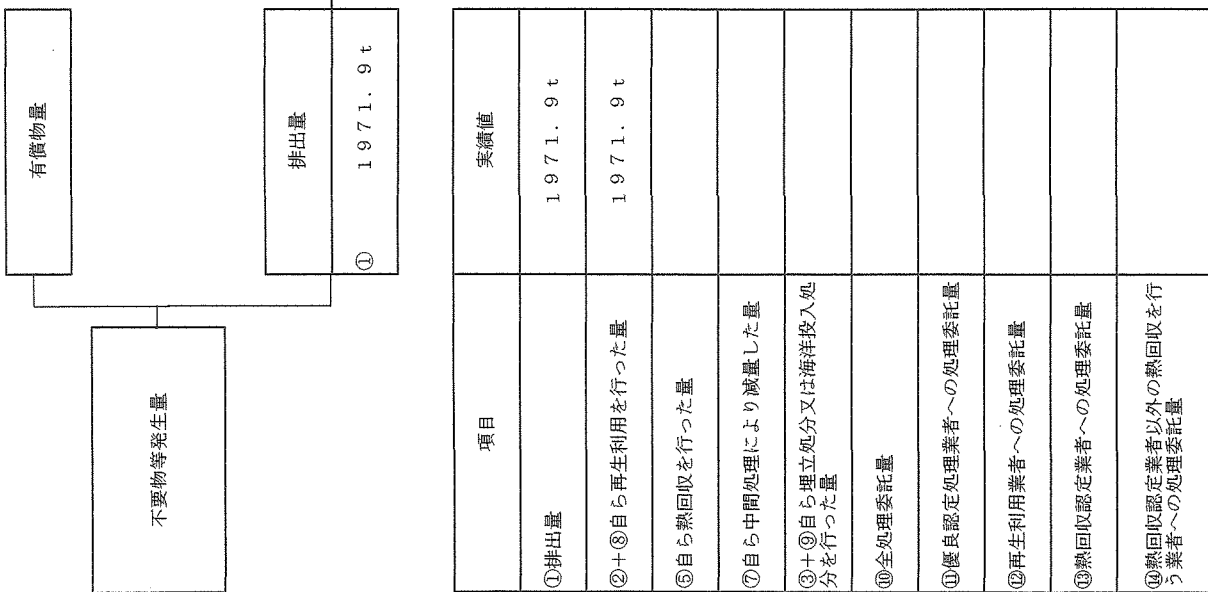 有償物量
不要物等発生量
排出量
① 1971.9t
項目 実績値
①排出量 1971.9t
②+⑧自ら再生利用を行った量 1971.9t
⑤自ら熱回収を行った量
⑦自ら中間処理により減量した量
③+⑨自ら埋立処分又は海洋投入処
分を行った量
⑩全処理委託量
⑪優良認定処理業者への処理委託量
⑫再生利用業者への処理委託量
⑬熱回収認定業者への処理委託量
⑭熱回収認定業者以外の熱回収を行
う業者への処理委託量